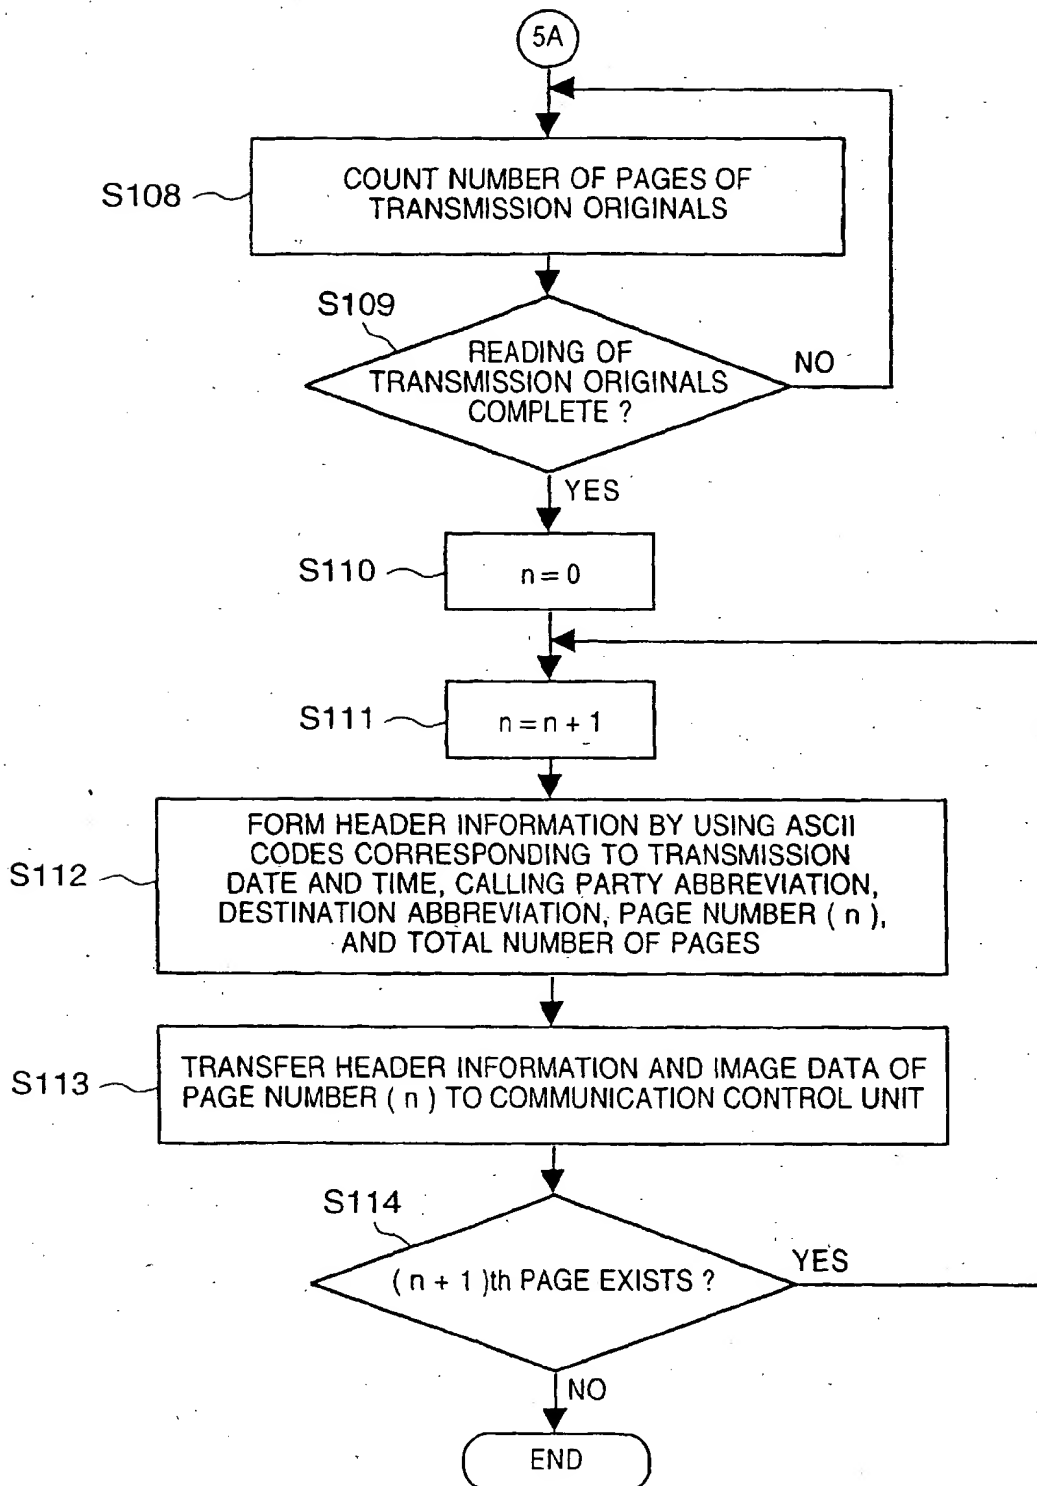 5A
S108
COUNT NUMBER OF PAGES OF
TRANSMISSION ORIGINALS
S109
READING OF
TRANSMISSION ORIGINALS
COMPLETE ?
NO
YES
S110
n = 0
S111
n = n + 1
S112
FORM HEADER INFORMATION BY USING ASCII
CODES CORRESPONDING TO TRANSMISSION
DATE AND TIME, CALLING PARTY ABBREVIATION,
DESTINATION ABBREVIATION, PAGE NUMBER ( n ),
AND TOTAL NUMBER OF PAGES
S113
TRANSFER HEADER INFORMATION AND IMAGE DATA OF
PAGE NUMBER ( n ) TO COMMUNICATION CONTROL UNIT
S114
( n + 1 )th PAGE EXISTS ?
YES
NO
END